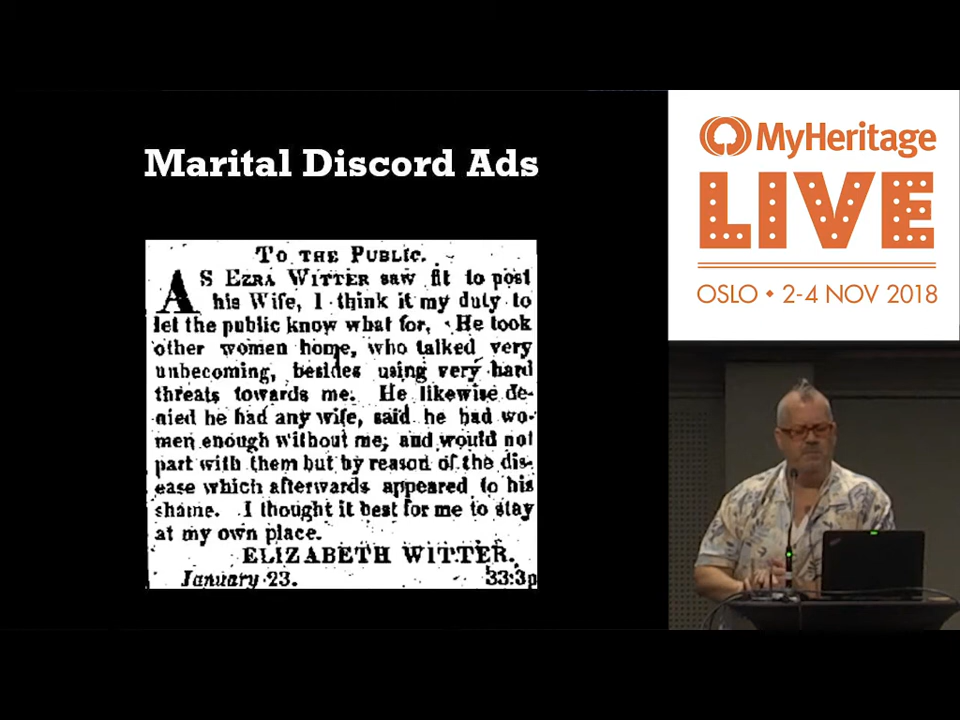 Marital Discord Ads
TO THE PUBLIC.
AS EZRA WITTER saw fit to post
his Wife, I think it my duty to
let the public know what for. He took
other women home, who talked very
unbecoming, besides using very hard
threats towards me. He likewise de-
nied he had any wife, said he had wo-
men enough without me; and would not
part with them but by reason of the dis-
ease which afterwards appeared to his
shame. I thought it best for me to stay
at my own place.
ELIZABETH WITTER.
January 23. 33:3p
MyHeritage
LIVE
OSLO • 2-4 NOV 2018